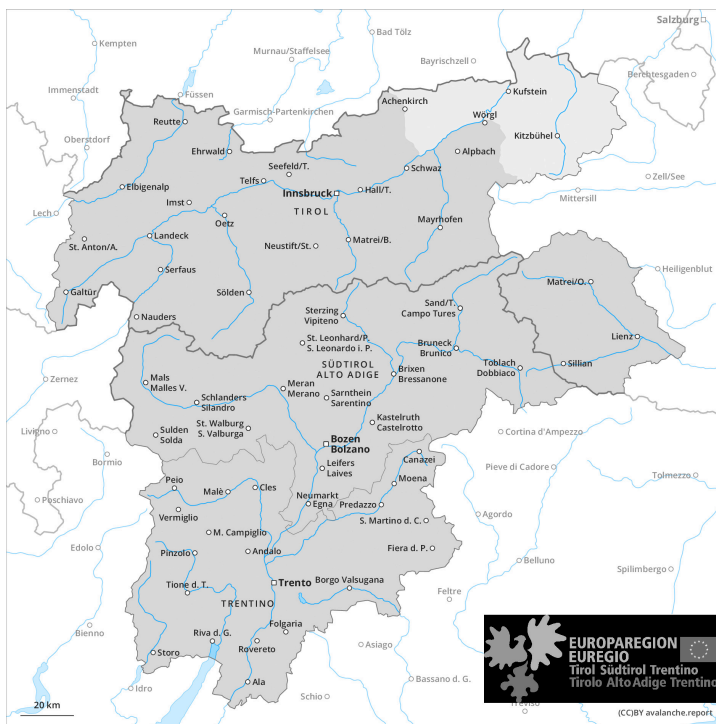 Salzburg
Kempten
Bad Tölz
Murnau/Staffelsee
Bayrischzell
Berchtesgaden
Immenstadt
Füssen
Garmisch-Partenkirchen
Achenkirch
Kufstein
Oberstdorf
Reutte
Wörgl
Kitzbühel
Ehrwald
Seefeld/T.
Alpbach
Schwaz
Zell/See
Elbigenalp
Telfs
Innsbruck
Hall/T.
Mittersill
Lech
Imst
TIROL
Oetz
Mayrhofen
St. Anton/A.
Landeck
Neustift/St.
Matrei/B.
Serfaus
Heiligenblut
Galtür
Sölden
Matrei/O.
Nauders
Sterzing
Vipiteno
Sand/T.
Campo Tures
Lienz
St. Leonhard/P.
S. Leonardo i. P.
Bruneck
Brunico
Toblach
Dobbiaco
Sillian
SÜDTIROL
ALTO ADIGE
Brixen
Bressanone
Zernez
Mals
Malles V.
Meran
Merano
Schlanders
Silandro
Sarnthein
Sarentino
Livigno
St. Walburg
S. Valburga
Kastelruth
Castelrotto
Sulden
Solda
Bozen
Bolzano
Cortina d'Ampezzo
Bormio
Canazei
Leifers
Laives
Pieve di Cadore
Tolmezzo
Peio
Malè
Cles
Moena
Poschiavo
Neumarkt
Egna
Predazzo
Vermiglio
Agordo
S. Martino d. C.
M. Campiglio
Edolo
Pinzolo
Andalo
Fiera d. P.
Belluno
Spilimbergo
Trento
Tione d. T.
Borgo Valsugana
Feltre
TRENTINO
Bienno
Riva d. G.
Folgaria
Rovereto
Storo
Asiago
Idro
Ala
Schio
Bassano d. G.
EUROPAREGION
EUREGIO
Tirol Südtirol Trentino
Tirolo Alto Adige Trentino
Treviso
20 km
(CC)BY avalanche.report